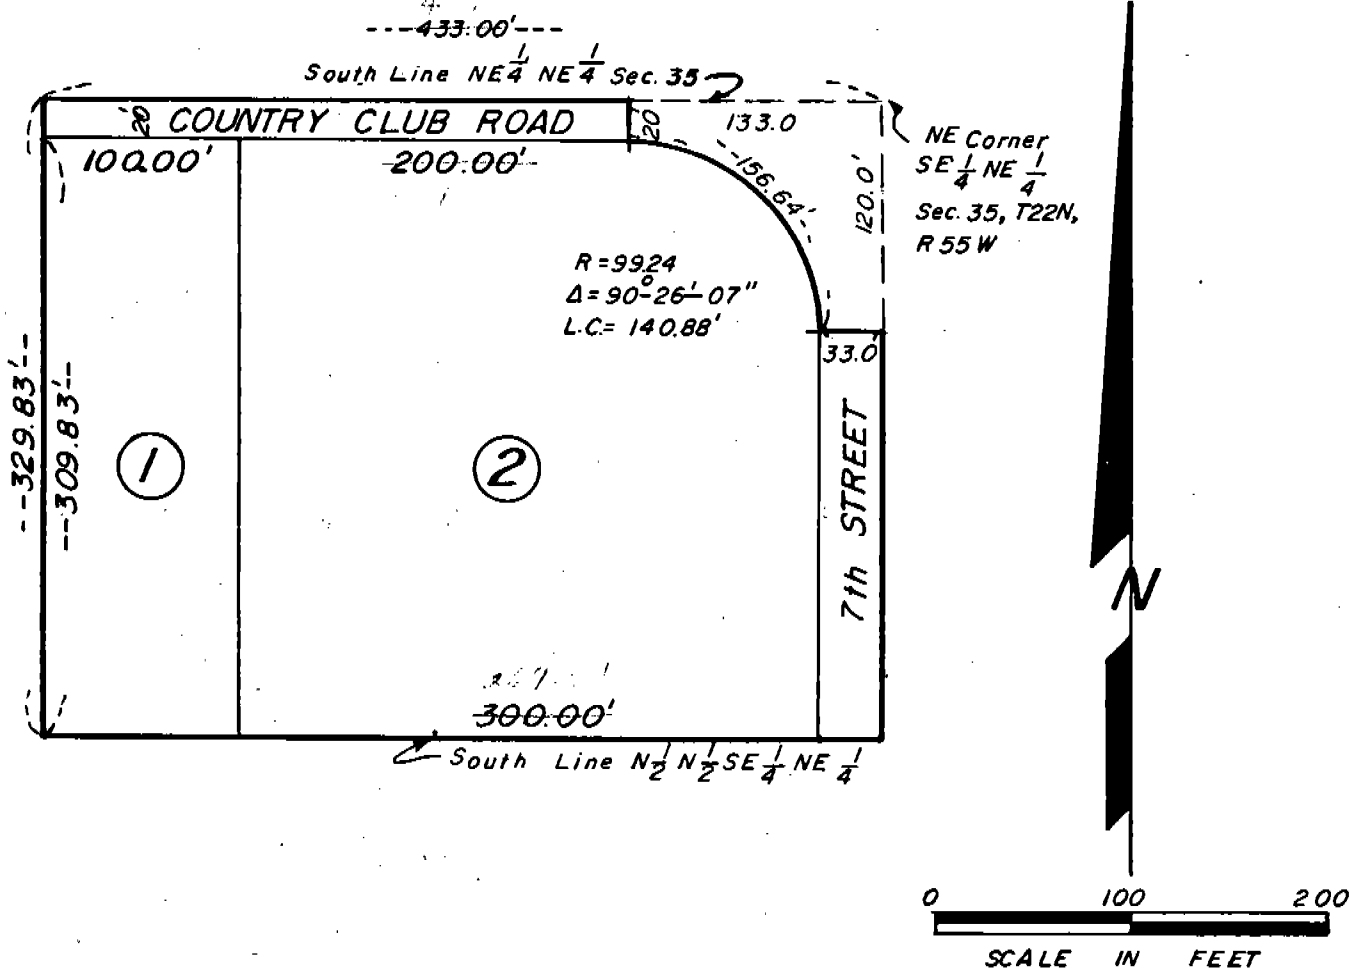 433.00'
South Line NE 1/4 NE 1/4 Sec. 35
20' COUNTRY CLUB ROAD
20
133.0
100.00'
200.00'
156.64'
120.0'
NE Corner
SE 1/4 NE 1/4
Sec. 35, T22N,
R 55 W
R = 99.24
Δ = 90°-26'-07"
L.C. = 140.88'
33.0'
329.83'
309.83'
1
2
7th STREET
300.00'
South Line N 1/2 N 1/2 SE 1/4 NE 1/4
N
0 100 200
SCALE IN FEET